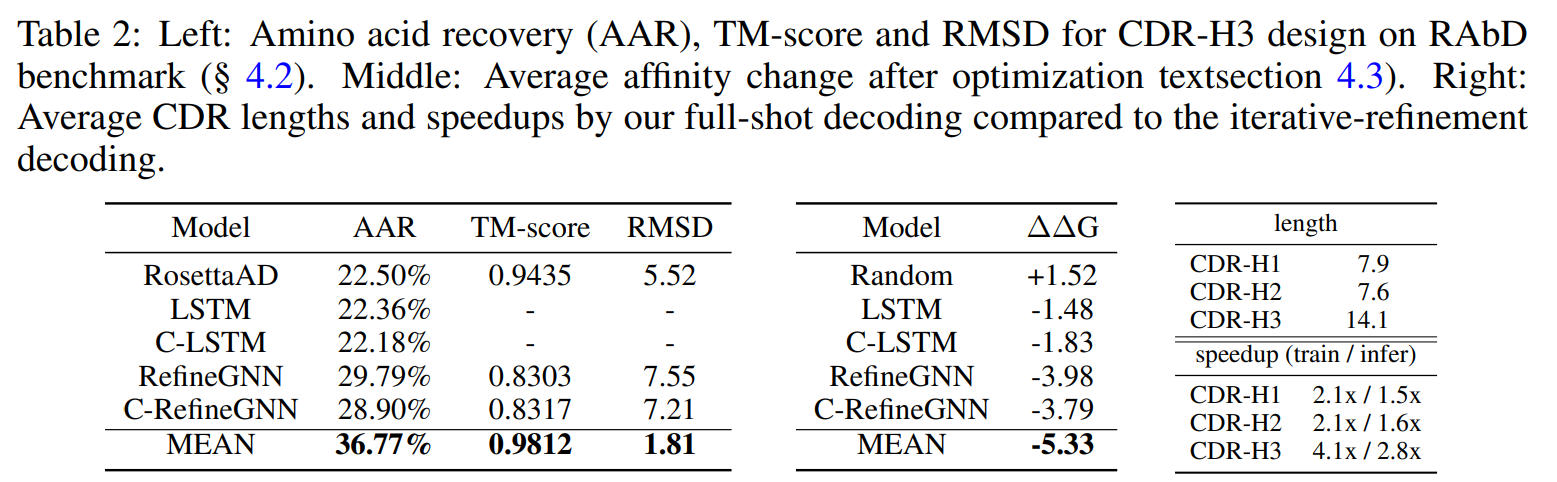 Table 2: Left: Amino acid recovery (AAR), TM-score and RMSD for CDR-H3 design on RAbD
benchmark (§ 4.2). Middle: Average affinity change after optimization textsection 4.3). Right:
Average CDR lengths and speedups by our full-shot decoding compared to the iterative-refinement
decoding.
Model AAR TM-score RMSD
RosettaAD 22.50% 0.9435 5.52
LSTM 22.36% - -
C-LSTM 22.18% - -
RefineGNN 29.79% 0.8303 7.55
C-RefineGNN 28.90% 0.8317 7.21
MEAN 36.77% 0.9812 1.81
Model ΔΔG
Random +1.52
LSTM -1.48
C-LSTM -1.83
RefineGNN -3.98
C-RefineGNN -3.79
MEAN -5.33
length
CDR-H1 7.9
CDR-H2 7.6
CDR-H3 14.1
speedup (train / infer)
CDR-H1 2.1x / 1.5x
CDR-H2 2.1x / 1.6x
CDR-H3 4.1x / 2.8x